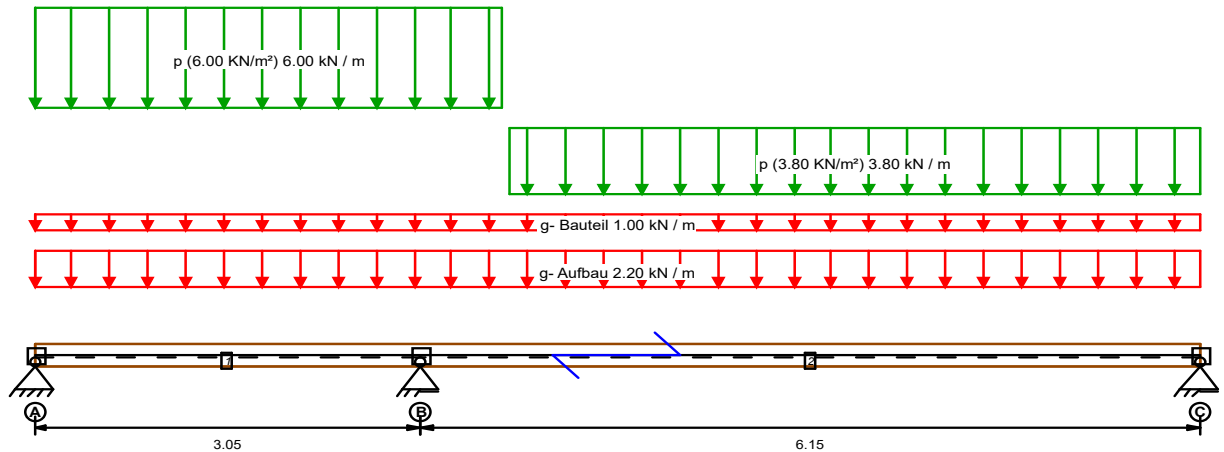 p (6.00 KN/m²) 6.00 kN / m
p (3.80 KN/m²) 3.80 kN / m
g- Bauteil 1.00 kN / m
g- Aufbau 2.20 kN / m
1
2
A
B
C
3.05
6.15